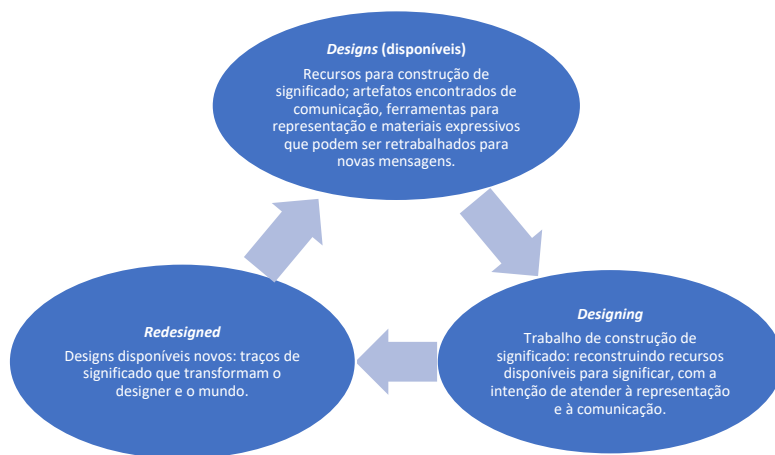 Designs (disponíveis)
Recursos para construção de
significado; artefatos encontrados de
comunicação, ferramentas para
representação e materiais expressivos
que podem ser retrabalhados para
novas mensagens.
Designing
Trabalho de construção de
significado: reconstruindo recursos
disponíveis para significar, com a
intenção de atender à representação
e à comunicação.
Redesigned
Designs disponíveis novos: traços de
significado que transformam o
designer e o mundo.